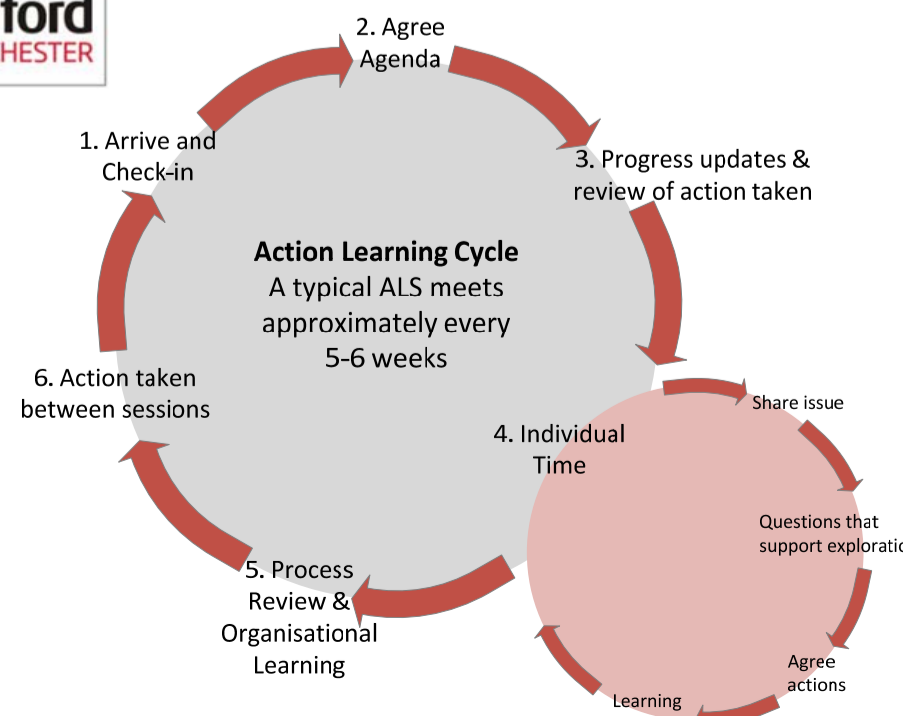 ford
HESTER
2. Agree
Agenda
1. Arrive and
Check-in
3. Progress updates &
review of action taken
Action Learning Cycle
A typical ALS meets
approximately every
5-6 weeks
6. Action taken
between sessions
4. Individual
Time
Share issue
Questions that
support exploratic
Agree
actions
Learning
5. Process
Review &
Organisational
Learning